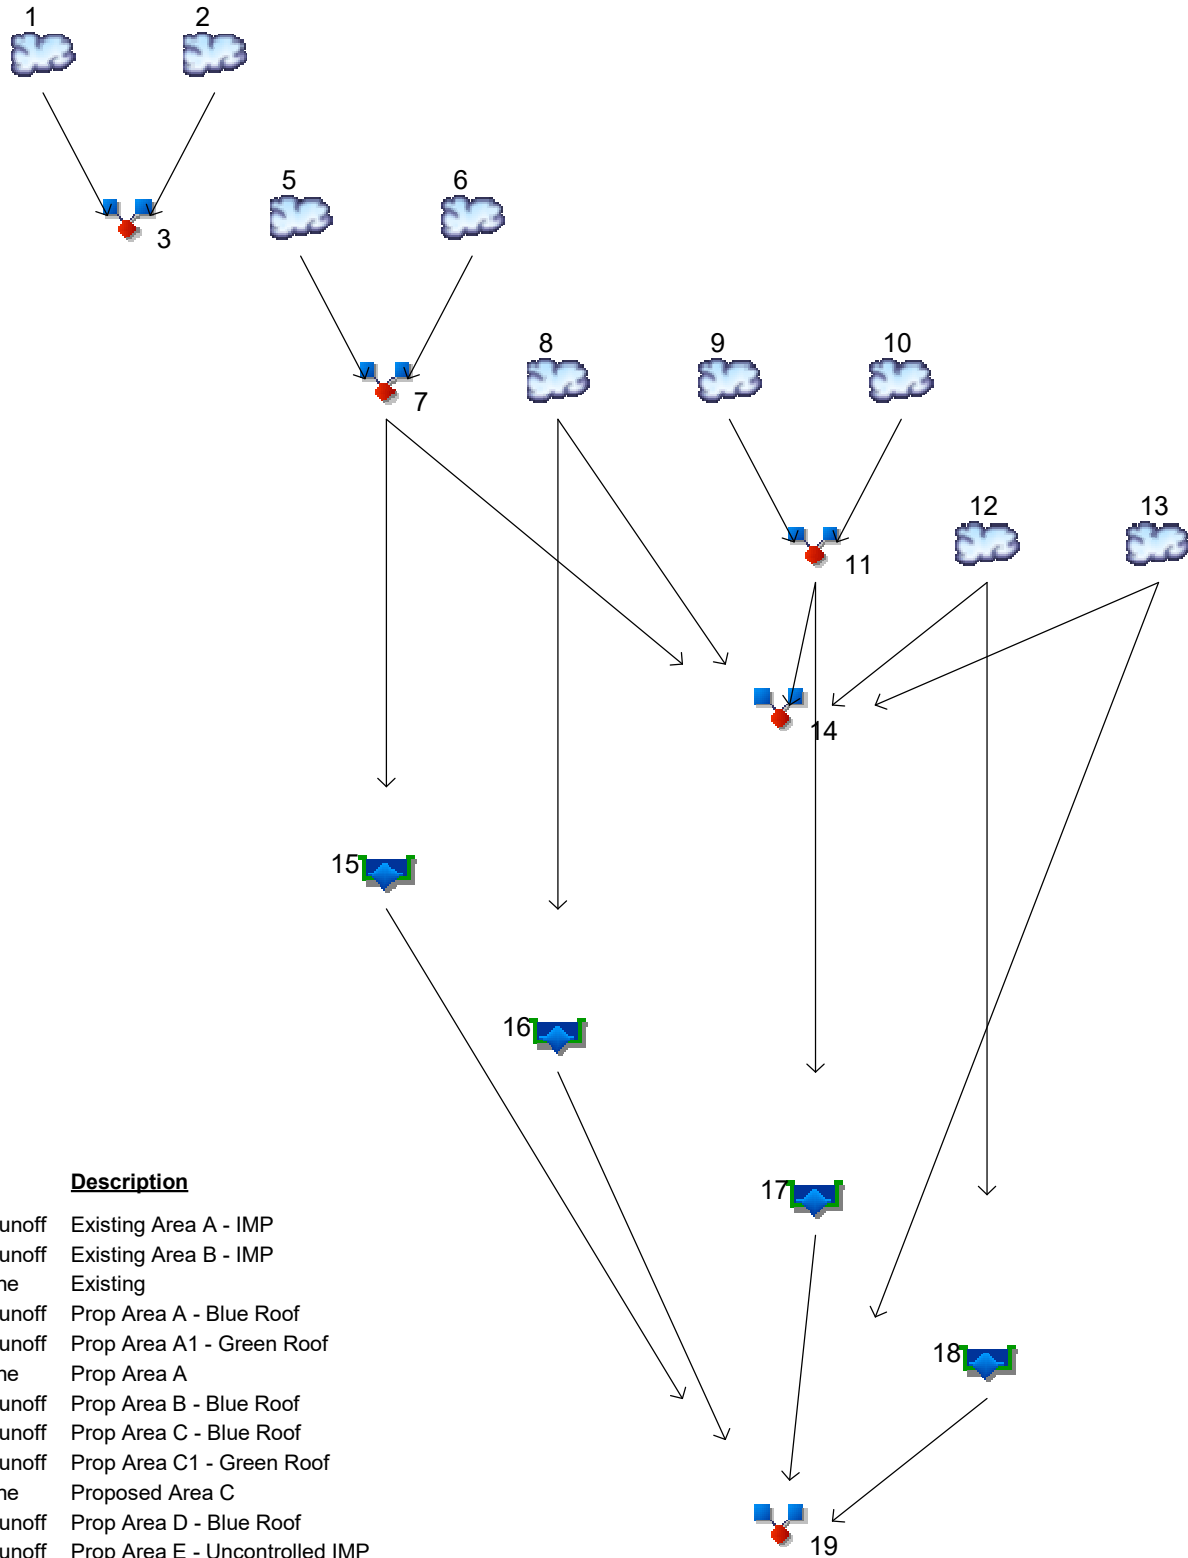 1 2
5 6
3
8 9 10
7
12 13
11
14
15
16
17
Description
unoff Existing Area A - IMP
unoff Existing Area B - IMP
ne Existing
unoff Prop Area A - Blue Roof
unoff Prop Area A1 - Green Roof
18
ne Prop Area A
unoff Prop Area B - Blue Roof
unoff Prop Area C - Blue Roof
unoff Prop Area C1 - Green Roof
ne Proposed Area C
unoff Prop Area D - Blue Roof
19
unoff Prop Area E - Uncontrolled IMP